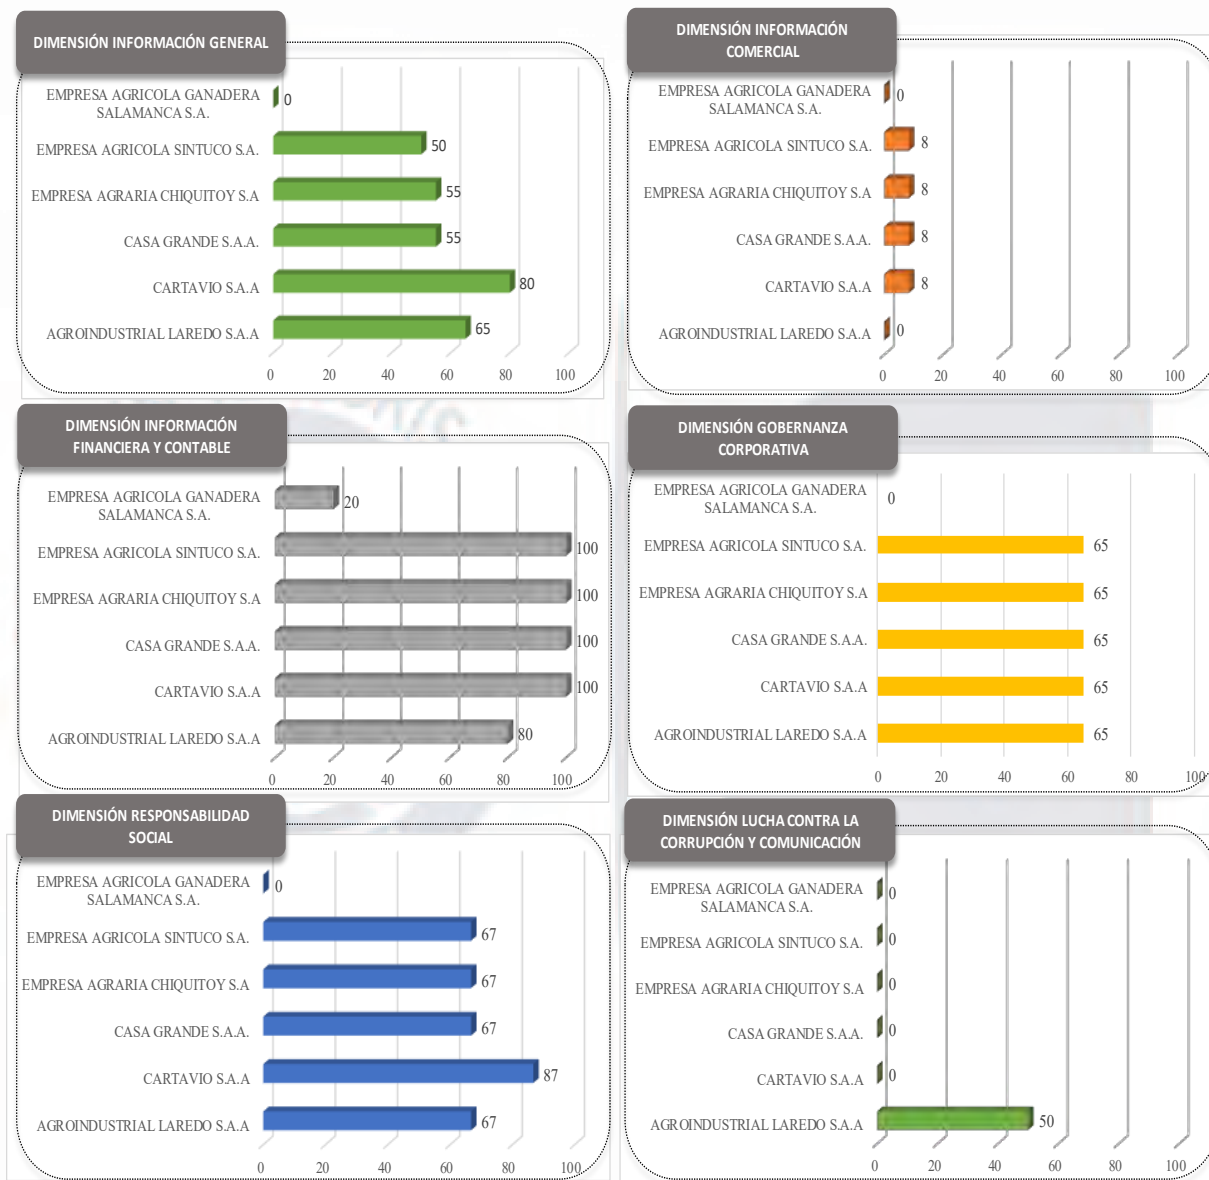 DIMENSIÓN INFORMACIÓN GENERAL
EMPRESA AGRICOLA GANADERA
SALAMANCA S.A.
0
EMPRESA AGRICOLA SINTUCO S.A.
50
EMPRESA AGRARIA CHIQUITOY S.A
55
CASA GRANDE S.A.A.
55
CARTAVIO S.A.A
80
AGROINDUSTRIAL LAREDO S.A.A
65
0 20 40 60 80 100
DIMENSIÓN INFORMACIÓN
COMERCIAL
EMPRESA AGRICOLA GANADERA
SALAMANCA S.A.
0
EMPRESA AGRICOLA SINTUCO S.A.
8
EMPRESA AGRARIA CHIQUITOY S.A
8
CASA GRANDE S.A.A.
8
CARTAVIO S.A.A
8
AGROINDUSTRIAL LAREDO S.A.A
0
0 20 40 60 80 100
DIMENSIÓN INFORMACIÓN
FINANCIERA Y CONTABLE
EMPRESA AGRICOLA GANADERA
SALAMANCA S.A.
20
EMPRESA AGRICOLA SINTUCO S.A.
100
EMPRESA AGRARIA CHIQUITOY S.A
100
CASA GRANDE S.A.A.
100
CARTAVIO S.A.A
100
AGROINDUSTRIAL LAREDO S.A.A
80
0 20 40 60 80 100
DIMENSIÓN GOBERNANZA
CORPORATIVA
EMPRESA AGRICOLA GANADERA
SALAMANCA S.A.
0
EMPRESA AGRICOLA SINTUCO S.A.
65
EMPRESA AGRARIA CHIQUITOY S.A
65
CASA GRANDE S.A.A.
65
CARTAVIO S.A.A
65
AGROINDUSTRIAL LAREDO S.A.A
65
0 20 40 60 80 100
DIMENSIÓN RESPONSABILIDAD
SOCIAL
EMPRESA AGRICOLA GANADERA
SALAMANCA S.A.
0
EMPRESA AGRICOLA SINTUCO S.A.
67
EMPRESA AGRARIA CHIQUITOY S.A
67
CASA GRANDE S.A.A.
67
CARTAVIO S.A.A
87
AGROINDUSTRIAL LAREDO S.A.A
67
0 20 40 60 80 100
DIMENSIÓN LUCHA CONTRA LA
CORRUPCIÓN Y COMUNICACIÓN
EMPRESA AGRICOLA GANADERA
SALAMANCA S.A.
0
EMPRESA AGRICOLA SINTUCO S.A.
0
EMPRESA AGRARIA CHIQUITOY S.A
0
CASA GRANDE S.A.A.
0
CARTAVIO S.A.A
0
AGROINDUSTRIAL LAREDO S.A.A
50
0 20 40 60 80 100